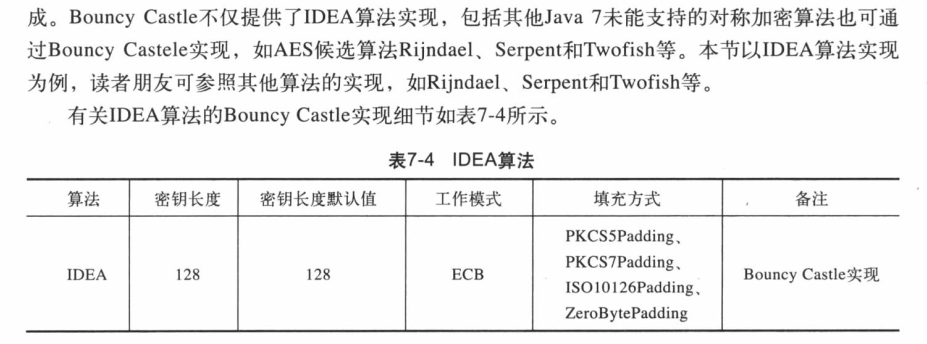 成。Bouncy Castle不仅提供了IDEA算法实现，包括其他Java 7未能支持的对称加密算法也可通
过Bouncy Castele实现，如AES候选算法Rijndael、Serpent和Twofish等。本节以IDEA算法实现
为例，读者朋友可参照其他算法的实现，如Rijndael、Serpent和Twofish等。
有关IDEA算法的Bouncy Castle实现细节如表7-4所示。
表7-4 IDEA算法
算法 密钥长度 密钥长度默认值 工作模式 填充方式 备注
IDEA 128 128 ECB PKCS5Padding、
PKCS7Padding、
ISO10126Padding、
ZeroBytePadding
Bouncy Castle实现